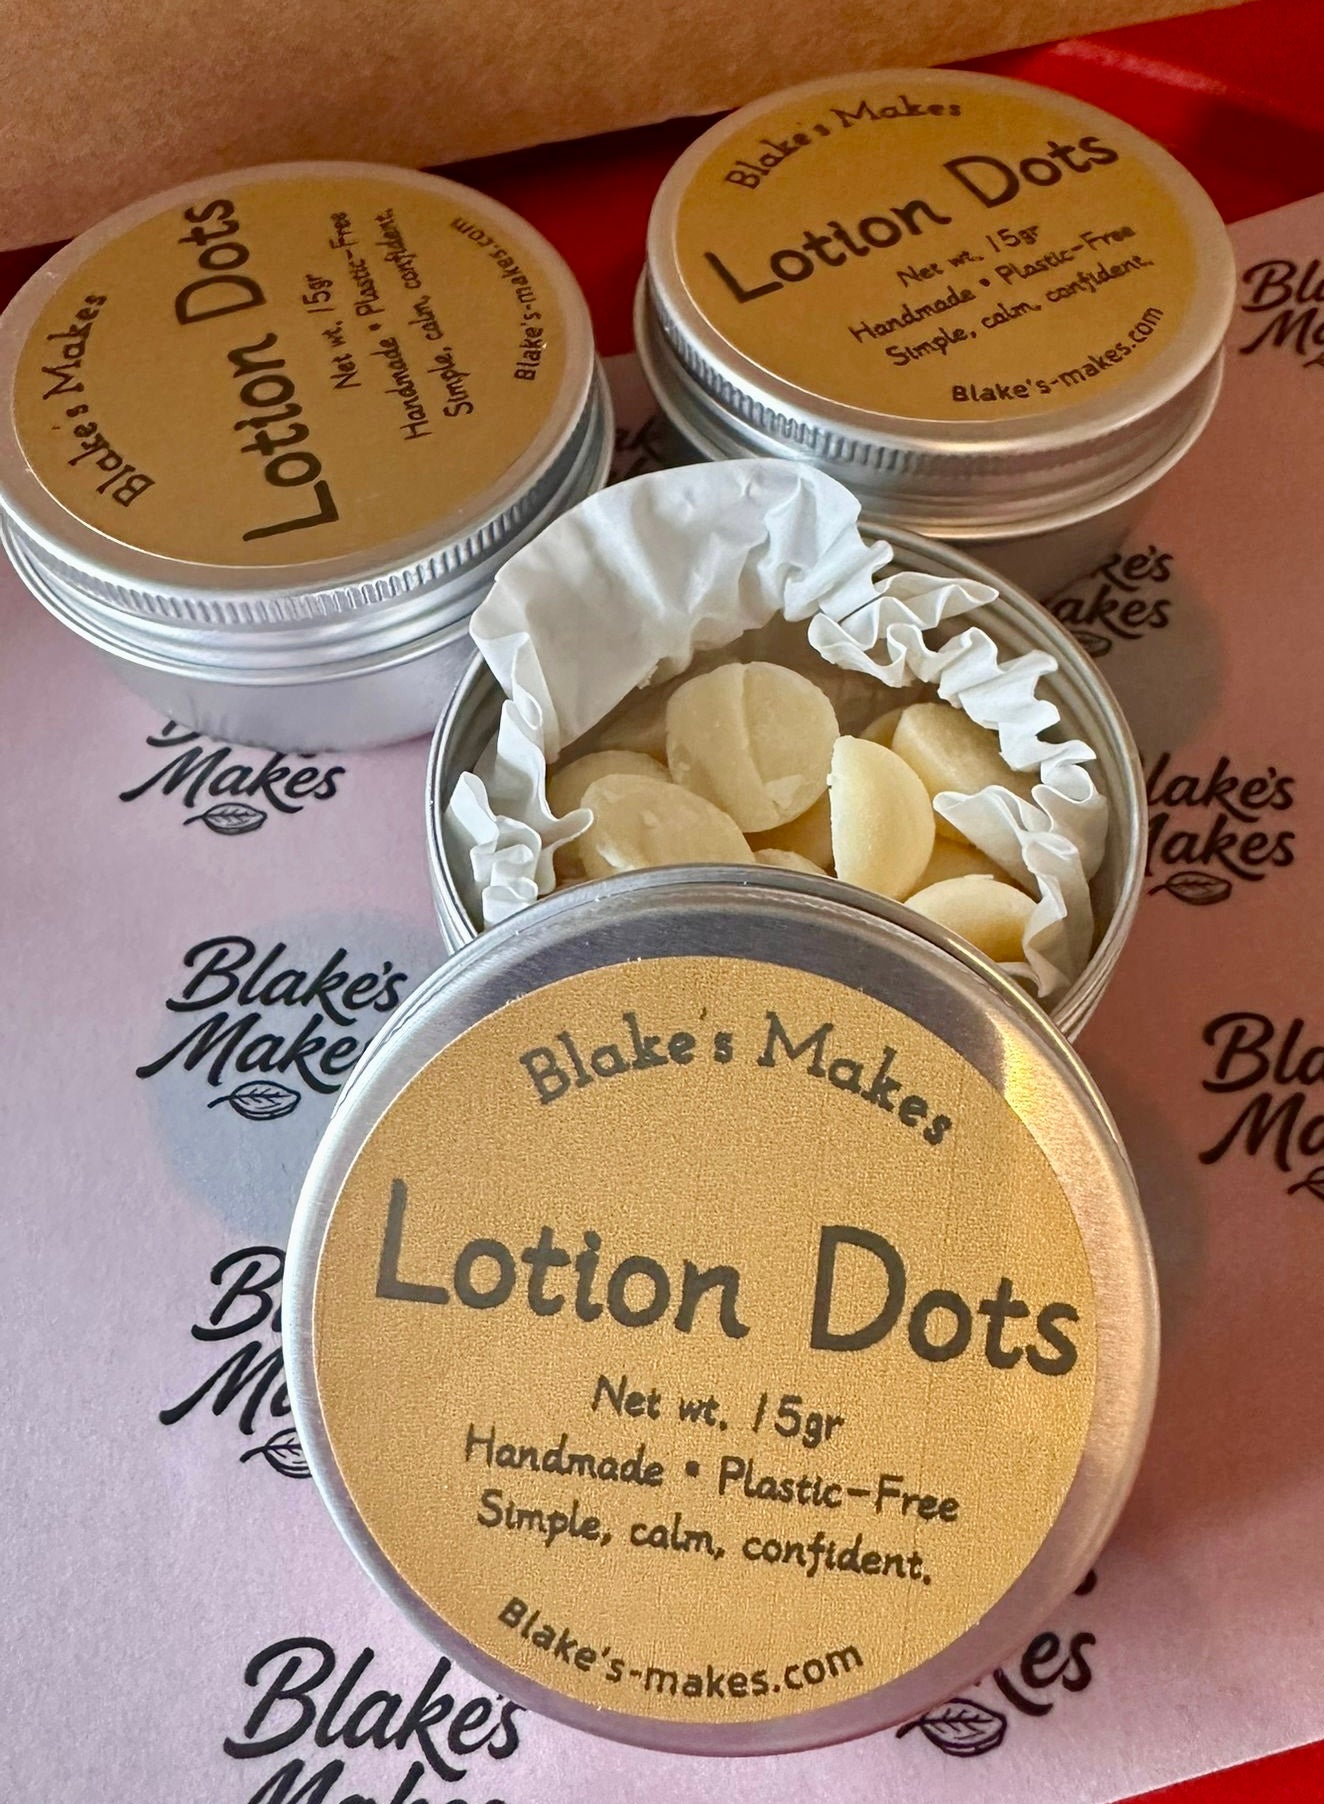 Blake's Makes
Lotion Dots
Net wt. 15gr
Handmade • Plastic-Free
Simple, calm, confident.
Blake's-makes.com
Blake's Makes
Lotion Dots
Net wt. 15gr
Handmade • Plastic-Free
Simple, calm, confident.
Blake's-makes.com
Makes
Blake's
Makes
Blake's
Makes
Blake's Makes
Lotion Dots
Net wt. 15gr
Handmade • Plastic-Free
Simple, calm, confident.
Blake's-makes.com
Blake's